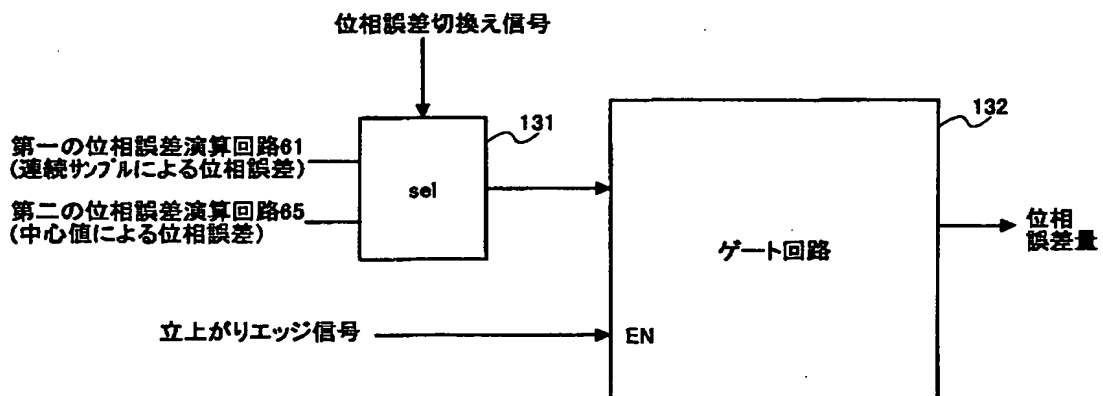 位相誤差切換え信号
131
132
第一の位相誤差演算回路61
(連続サンプルによる位相誤差)
sel
第二の位相誤差演算回路65
(中心値による位相誤差)
ゲート回路
位相
誤差量
立上がりエッジ信号
EN